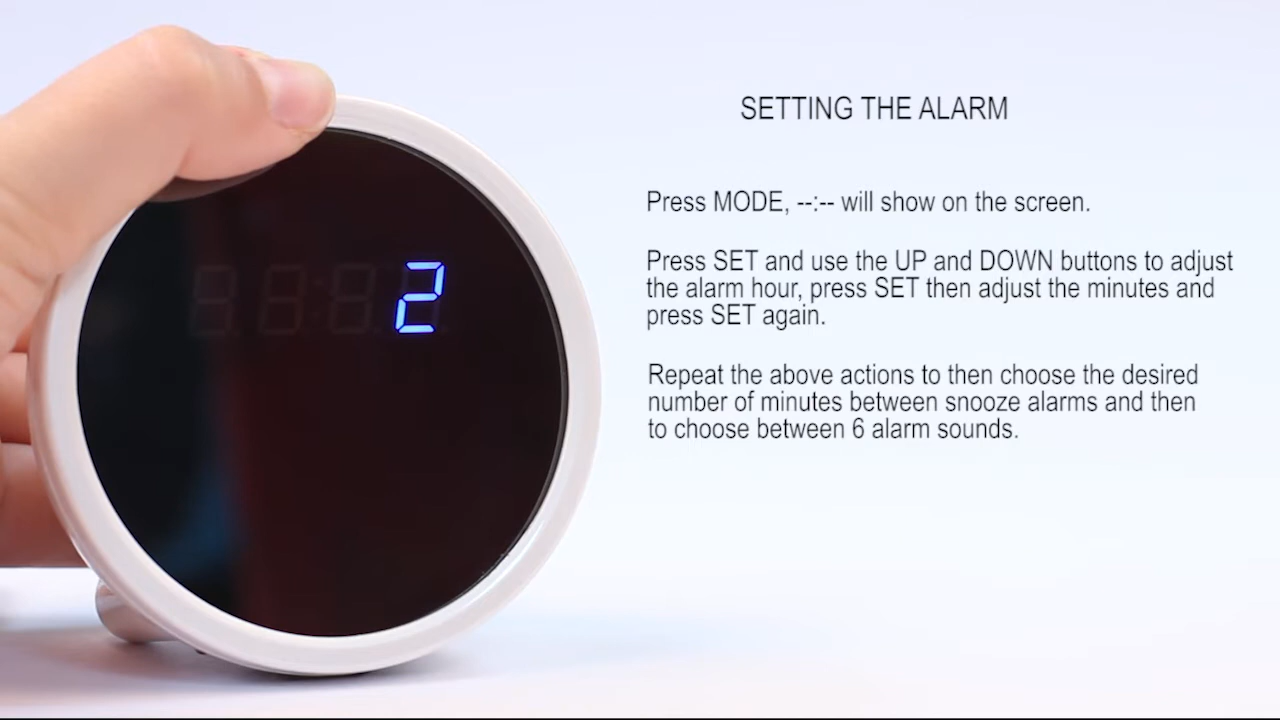 SETTING THE ALARM
Press MODE, --:-- will show on the screen.
Press SET and use the UP and DOWN buttons to adjust
the alarm hour, press SET then adjust the minutes and
press SET again.
2
Repeat the above actions to then choose the desired
number of minutes between snooze alarms and then
to choose between 6 alarm sounds.